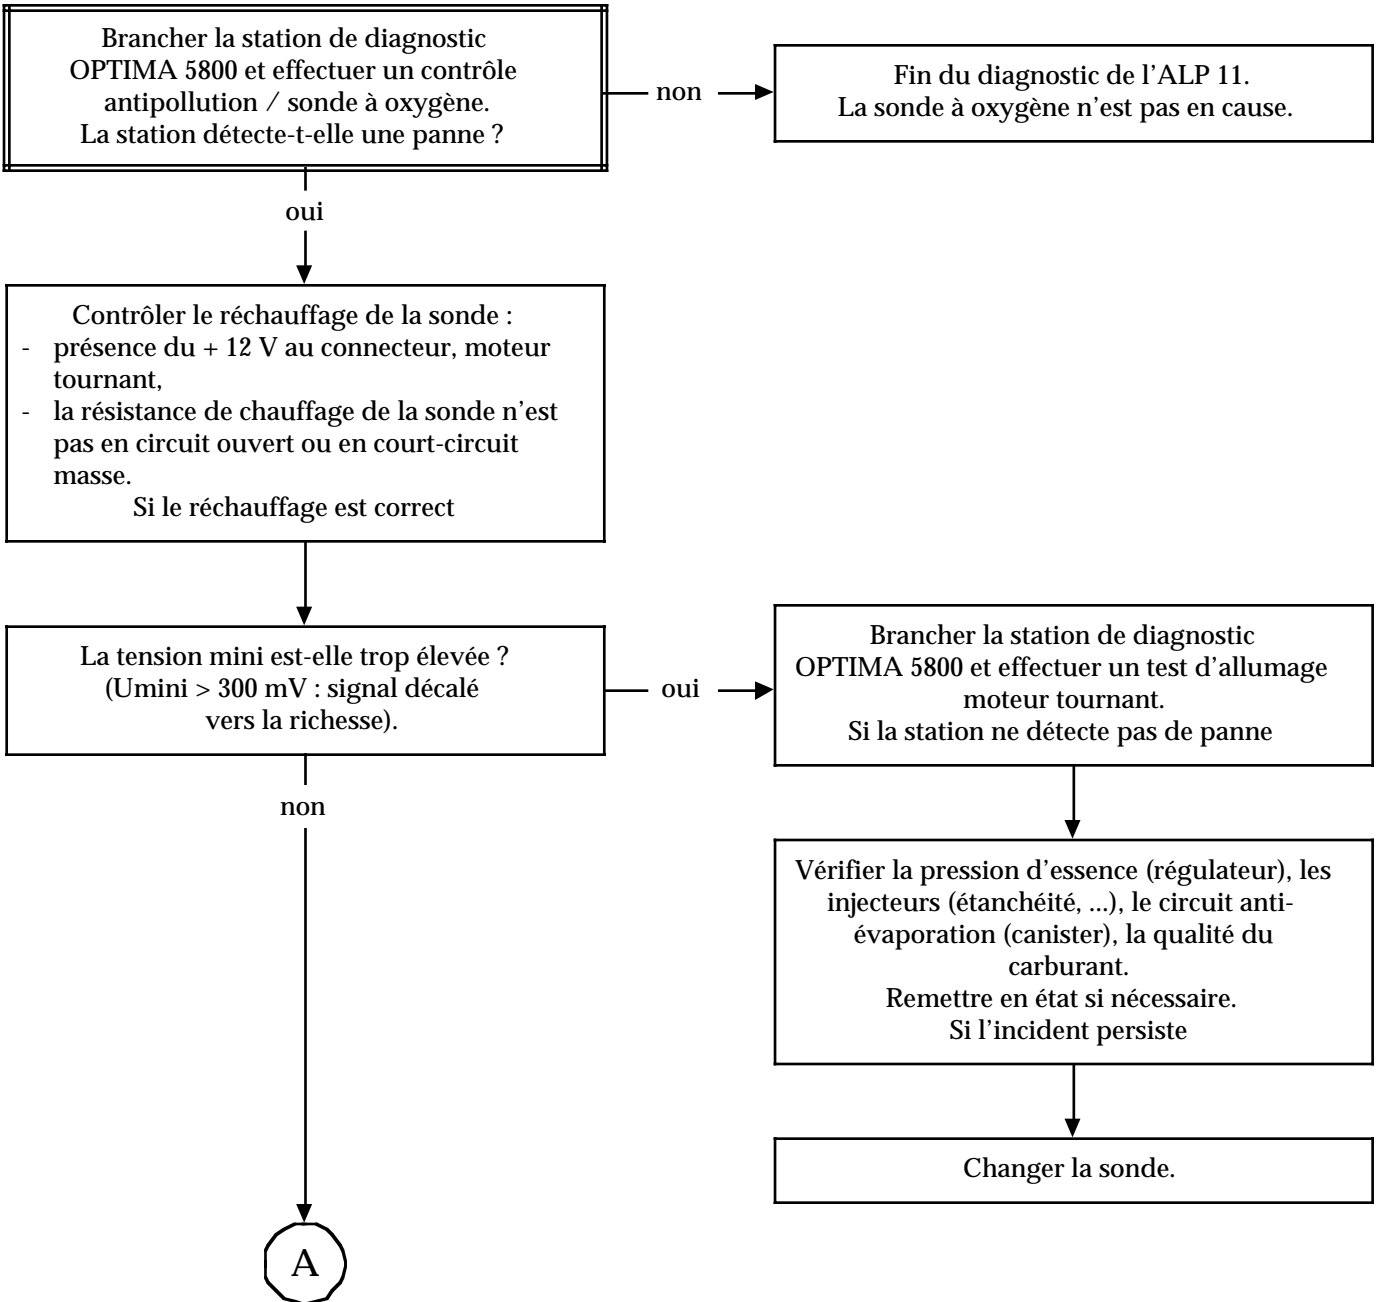 Brancher la station de diagnostic
OPTIMA 5800 et effectuer un contrôle
antipollution / sonde à oxygène.
La station détecte-t-elle une panne ?
non
Fin du diagnostic de l'ALP 11.
La sonde à oxygène n'est pas en cause.
oui
Contrôler le réchauffage de la sonde :
- présence du + 12 V au connecteur, moteur
tournant,
- la résistance de chauffage de la sonde n'est
pas en circuit ouvert ou en court-circuit
masse.
Si le réchauffage est correct
La tension mini est-elle trop élevée ?
(Umini > 300 mV : signal décalé
vers la richesse).
oui
Brancher la station de diagnostic
OPTIMA 5800 et effectuer un test d'allumage
moteur tournant.
Si la station ne détecte pas de panne
non
Vérifier la pression d'essence (régulateur), les
injecteurs (étanchéité, ...), le circuit anti-
évaporation (canister), la qualité du
carburant.
Remettre en état si nécessaire.
Si l'incident persiste
Changer la sonde.
A